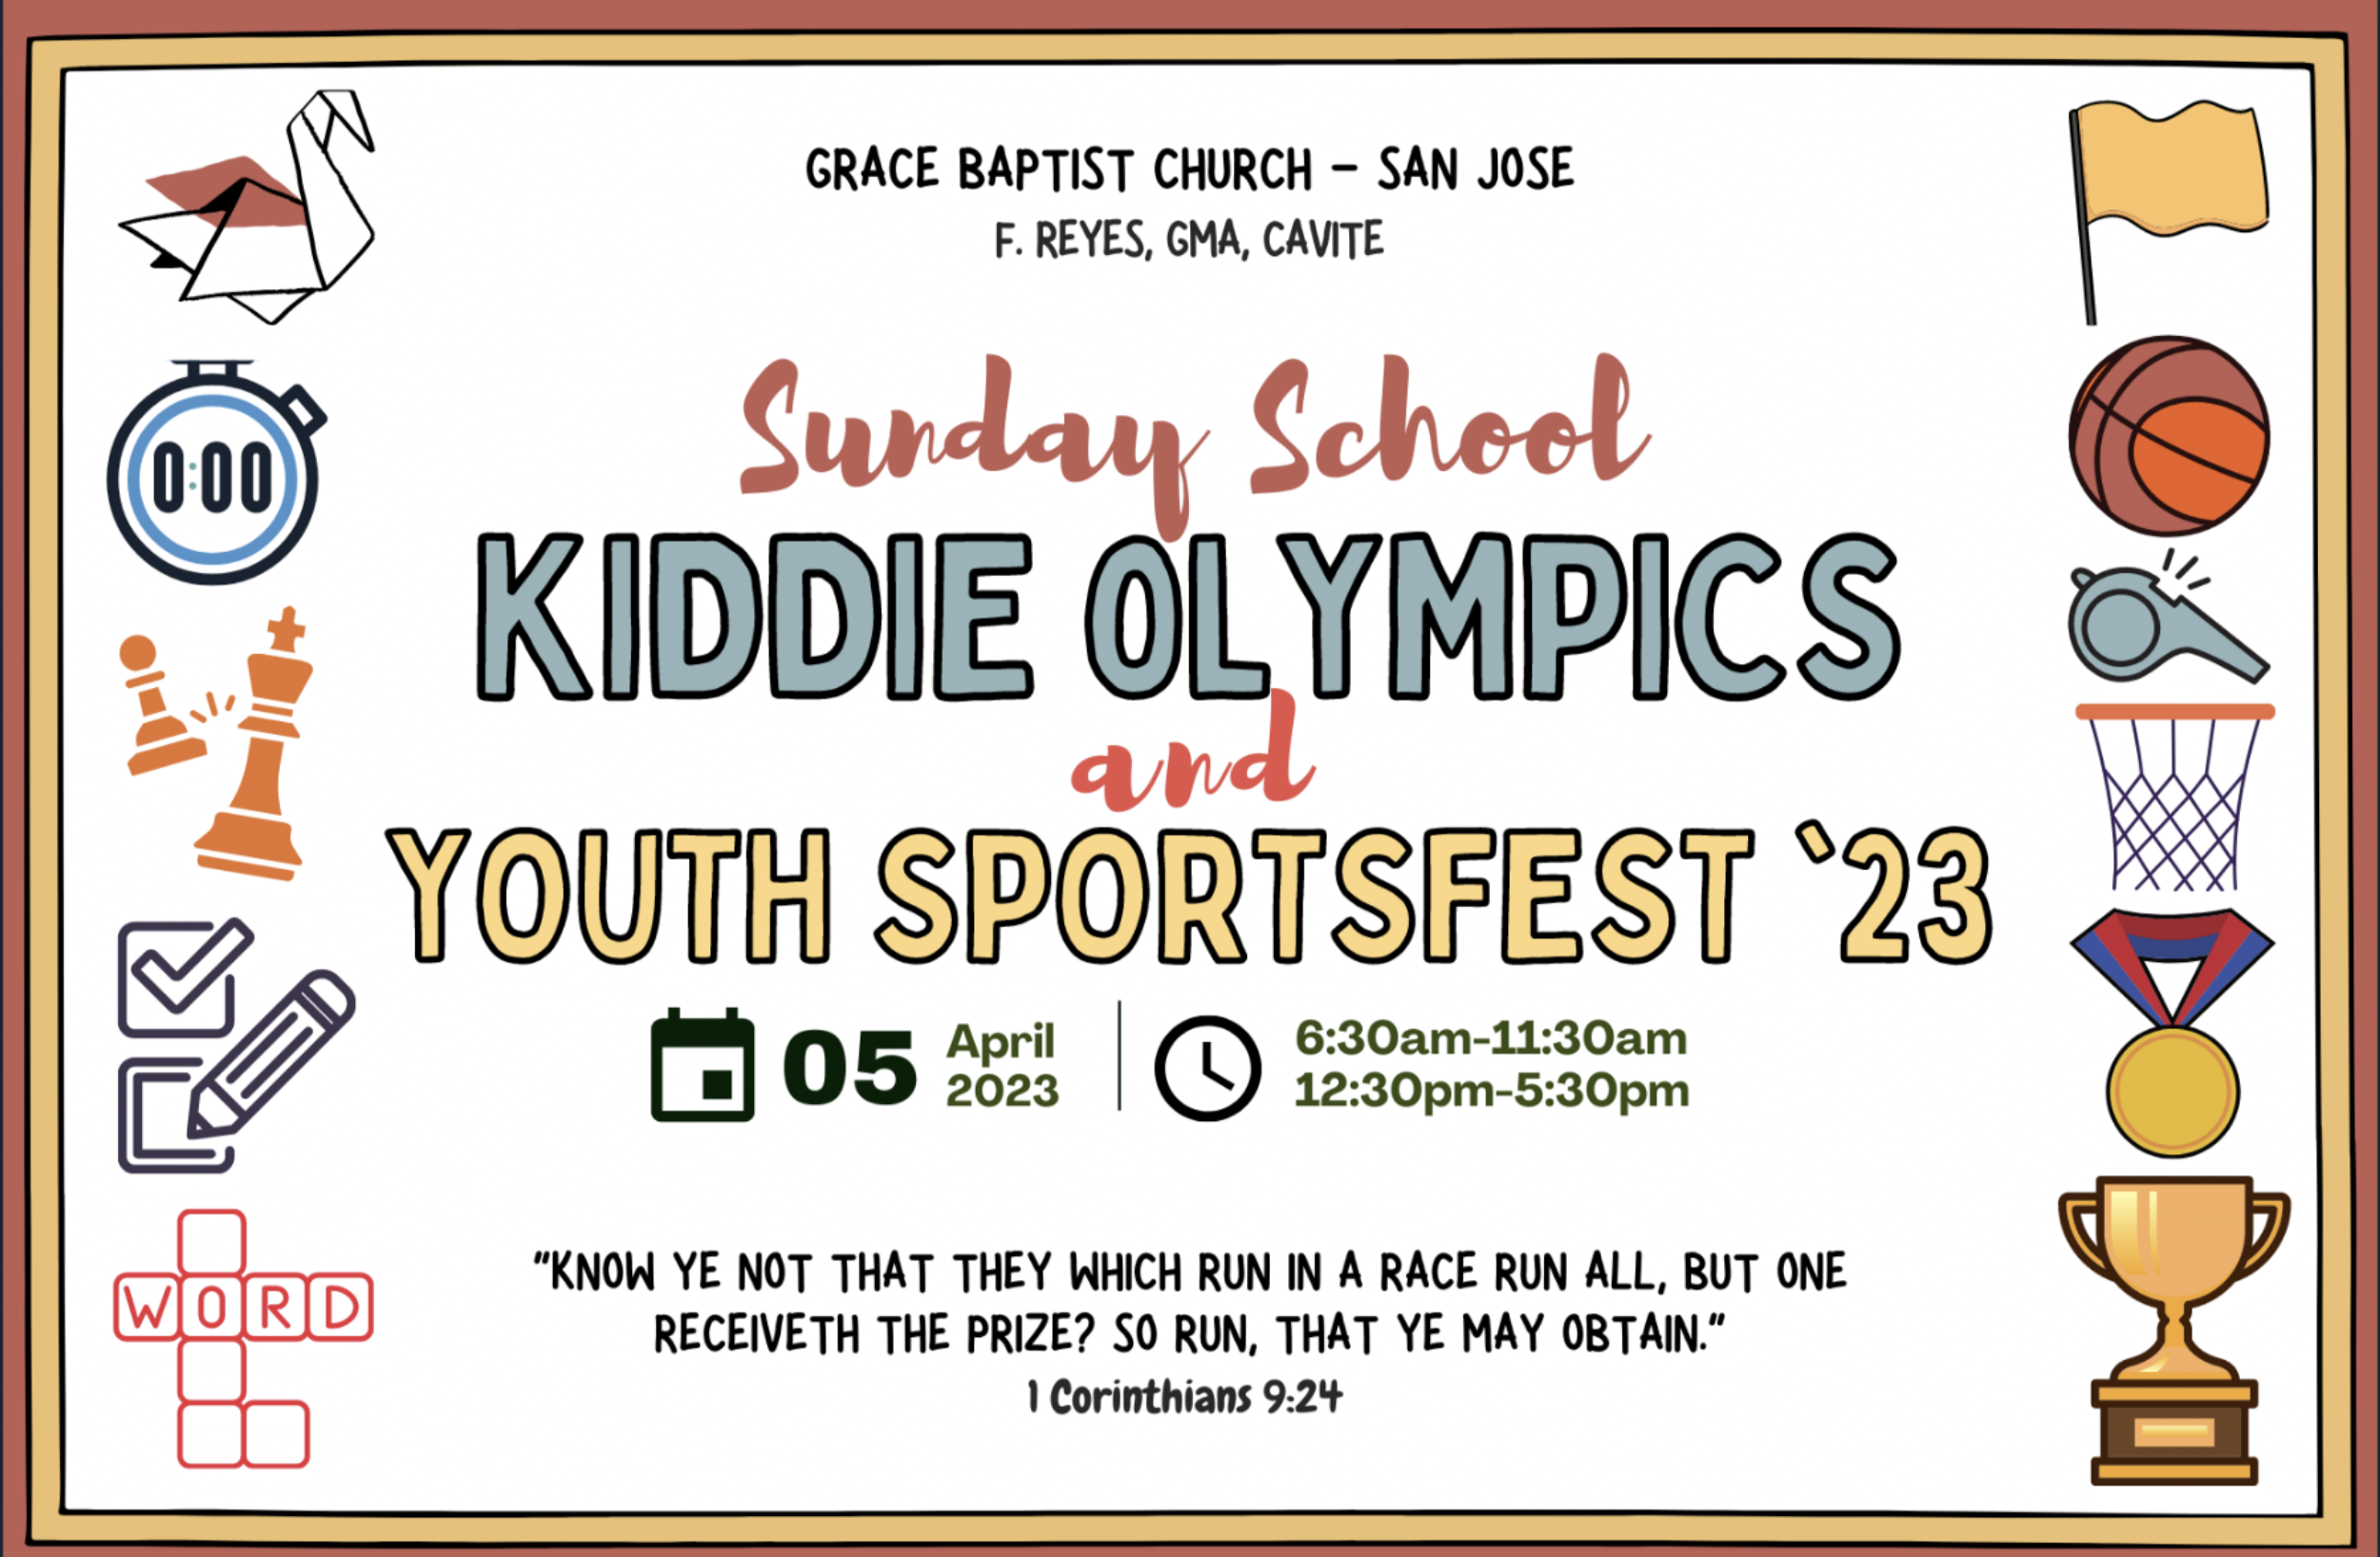 GRACE BAPTIST CHURCH – SAN JOSE
F. REYES, GMA, CAVITE
Sunday School
KIDDIE OLYMPICS
and
YOUTH SPORTSFEST `23
05
April
2023
6:30am-11:30am
12:30pm-5:30pm
"KNOW YE NOT THAT THEY WHICH RUN IN A RACE RUN ALL, BUT ONE
RECEIVETH THE PRIZE? SO RUN, THAT YE MAY OBTAIN."
1 Corinthians 9:24
0:00
WORD